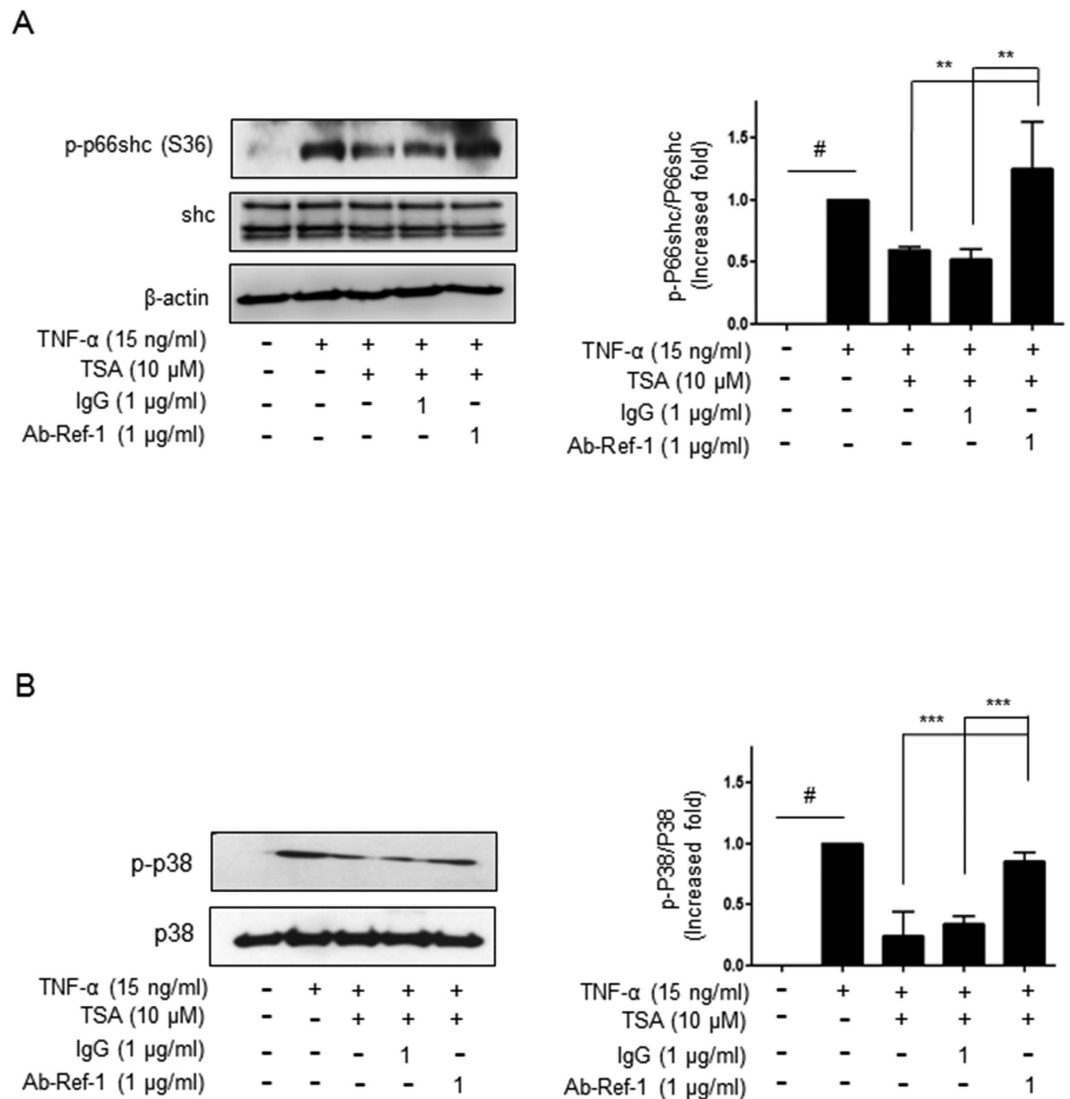 A
p-p66shc (S36)
shc
β-actin
TNF-α (15 ng/ml) - + + + +
TSA (10 μM) - - + + +
IgG (1 μg/ml) - - - 1 -
Ab-Ref-1 (1 μg/ml) - - - - 1
** **
#
p-P66shc/P66shc
(Increased fold)
1.5
1.0
0.5
0.0
TNF-α (15 ng/ml) - + + + +
TSA (10 μM) - - + + +
IgG (1 μg/ml) - - - 1 -
Ab-Ref-1 (1 μg/ml) - - - - 1
B
p-p38
p38
TNF-α (15 ng/ml) - + + + +
TSA (10 μM) - - + + +
IgG (1 μg/ml) - - - 1 -
Ab-Ref-1 (1 μg/ml) - - - - 1
*** ***
#
p-P38/P38
(Increased fold)
1.5
1.0
0.5
0.0
TNF-α (15 ng/ml) - + + + +
TSA (10 μM) - - + + +
IgG (1 μg/ml) - - - 1 -
Ab-Ref-1 (1 μg/ml) - - - - 1